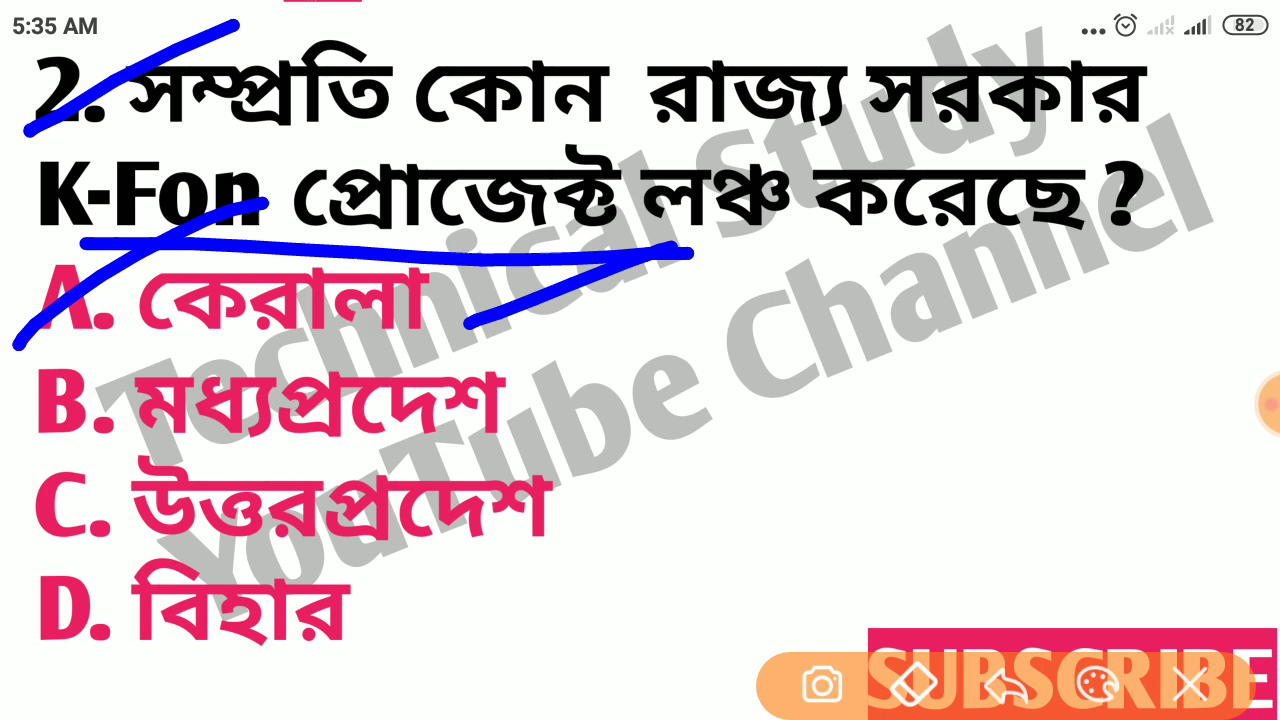 5:35 AM
82
2. সম্প্রতি কোন রাজ্য সরকার
K-Fon প্রোজেক্ট লঞ্চ করেছে ?
A. কেরালা
B. মধ্যপ্রদেশ
C. উত্তরপ্রদেশ
D. বিহার
Technical Study
YouTube Channel
SUBSCRIBE